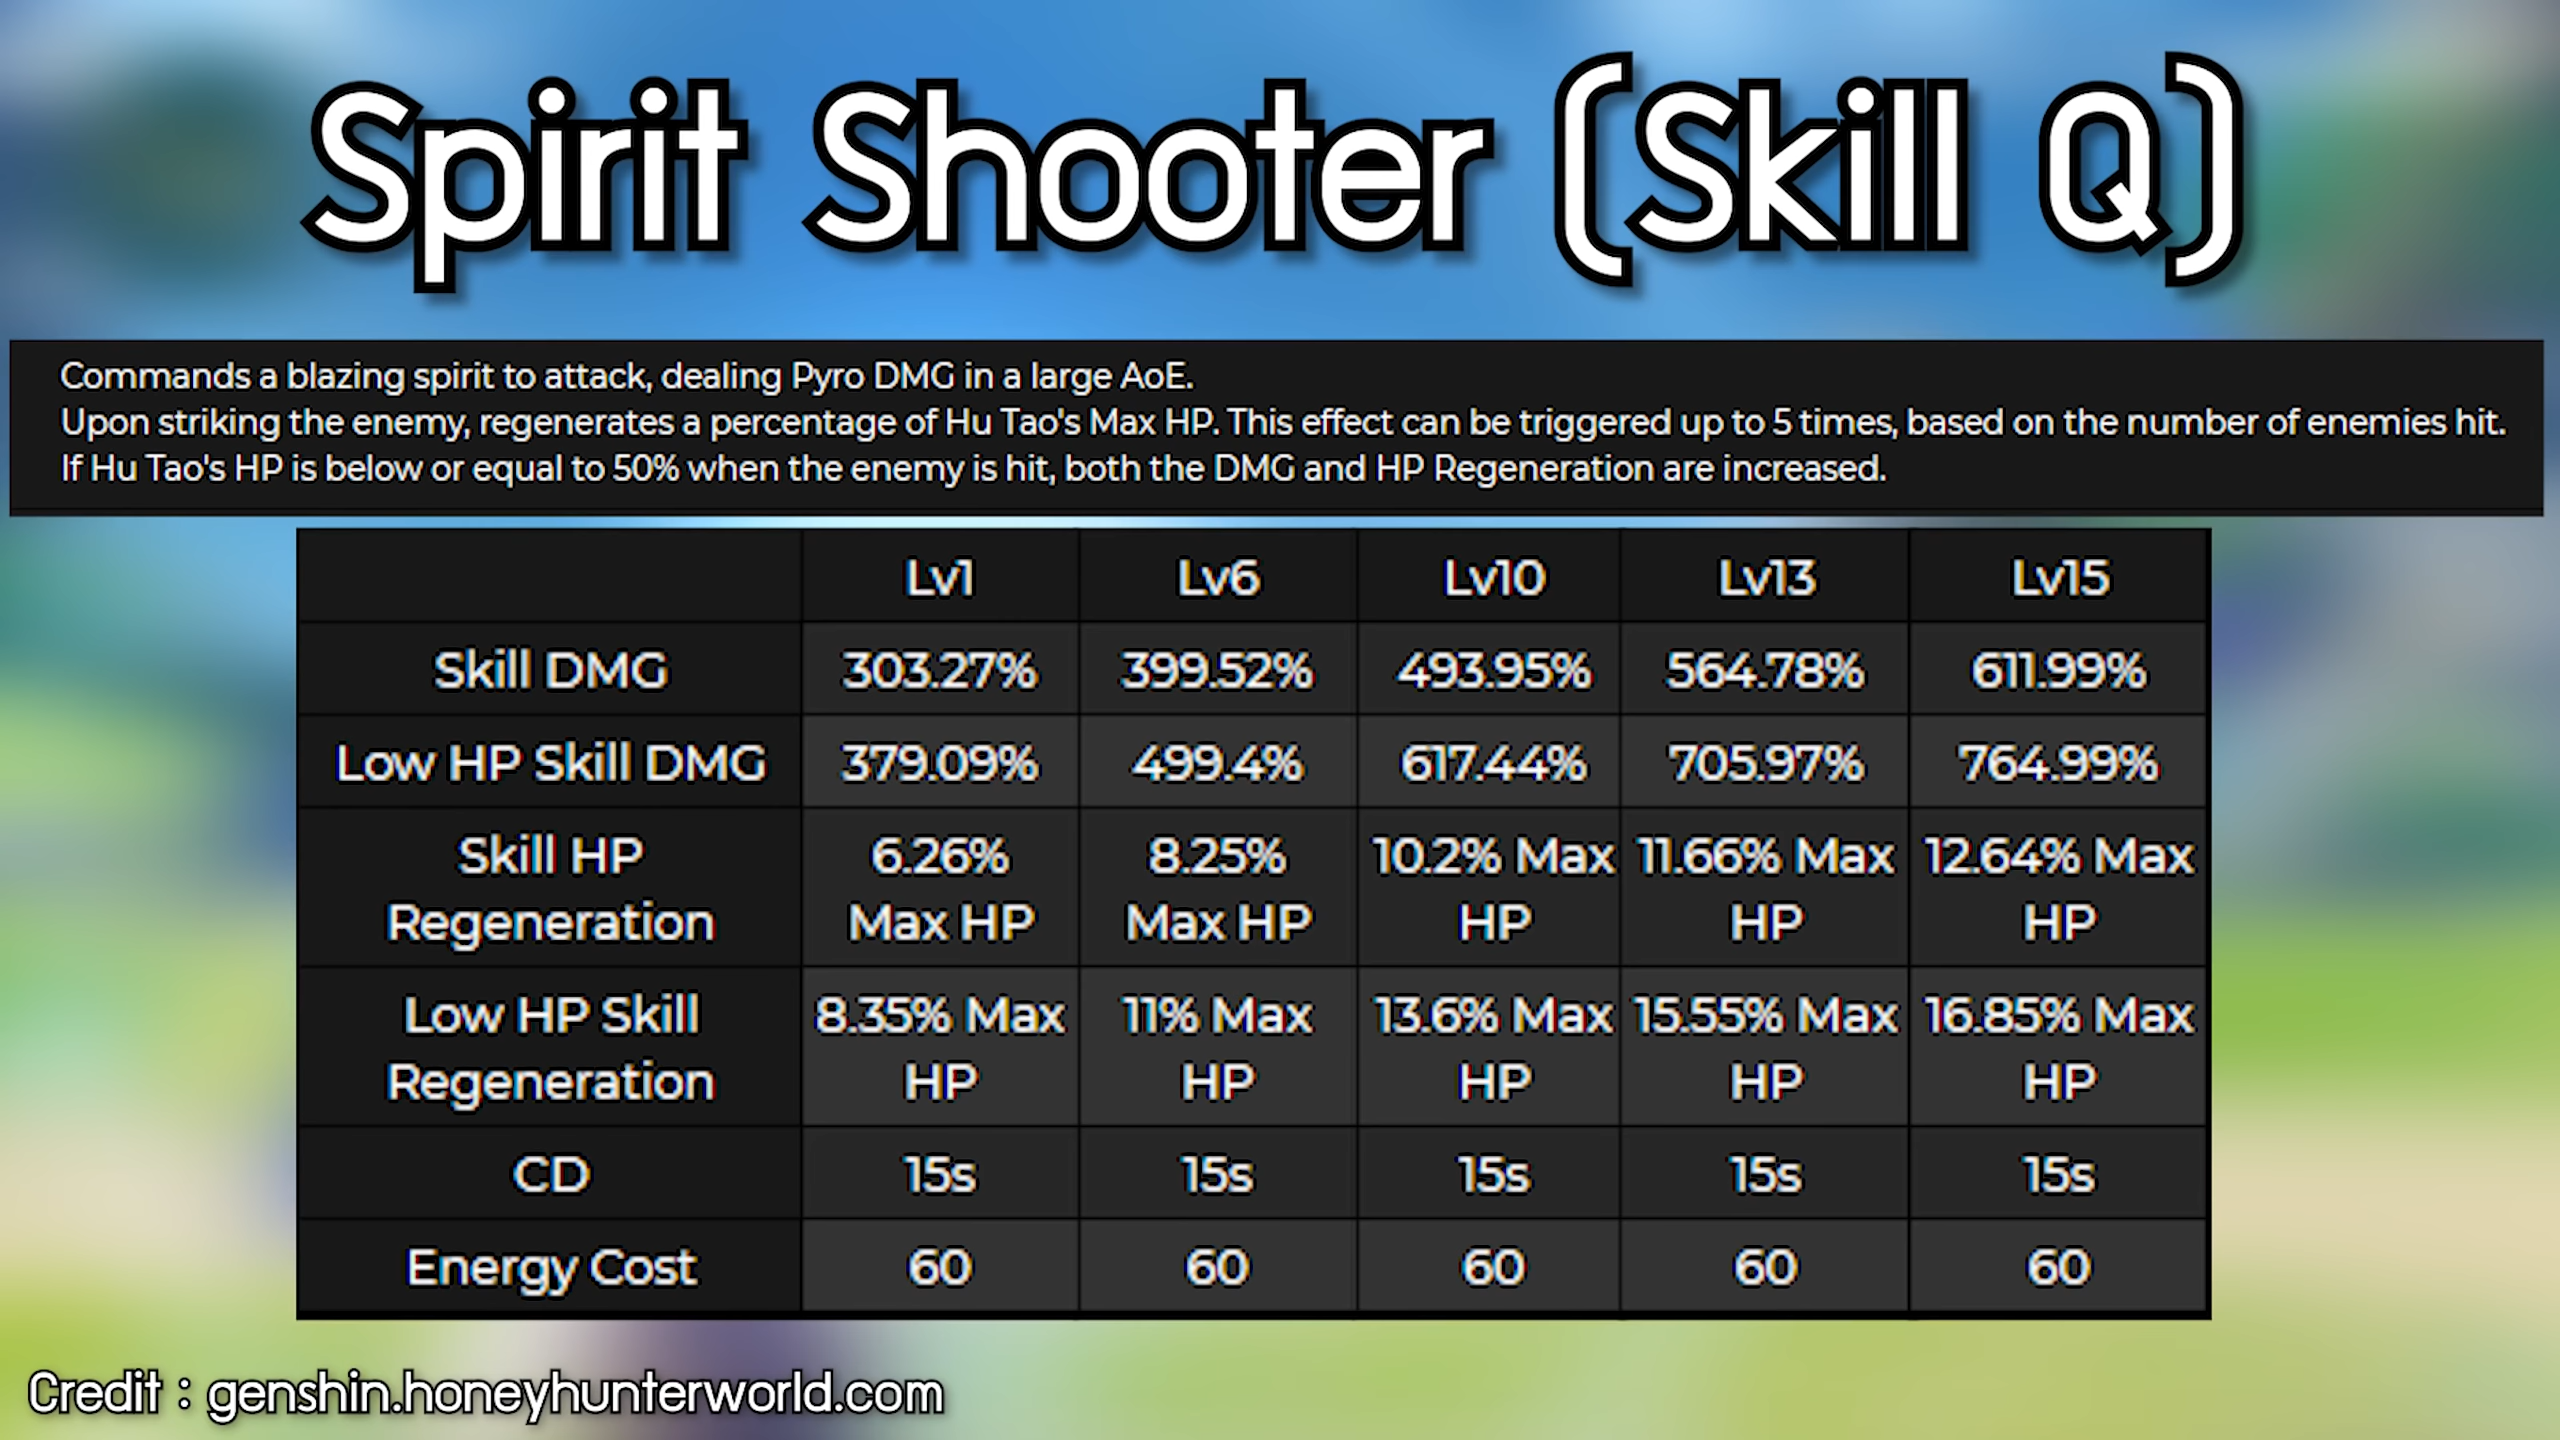 Spirit Shooter (Skill Q)
Commands a blazing spirit to attack, dealing Pyro DMG in a large AoE.
Upon striking the enemy, regenerates a percentage of Hu Tao's Max HP. This effect can be triggered up to 5 times, based on the number of enemies hit.
If Hu Tao's HP is below or equal to 50% when the enemy is hit, both the DMG and HP Regeneration are increased.
Lv1 Lv6 Lv10 Lv13 Lv15
Skill DMG 303.27% 399.52% 493.95% 564.78% 611.99%
Low HP Skill DMG 379.09% 499.4% 617.44% 705.97% 764.99%
Skill HP 6.26% 8.25% 10.2% Max 11.66% Max 12.64% Max
Regeneration Max HP Max HP HP HP HP
Low HP Skill 8.35% Max 11% Max 13.6% Max 15.55% Max 16.85% Max
Regeneration HP HP HP HP HP
CD 15s 15s 15s 15s 15s
Energy Cost 60 60 60 60 60
Credit : genshin.honeyhunterworld.com